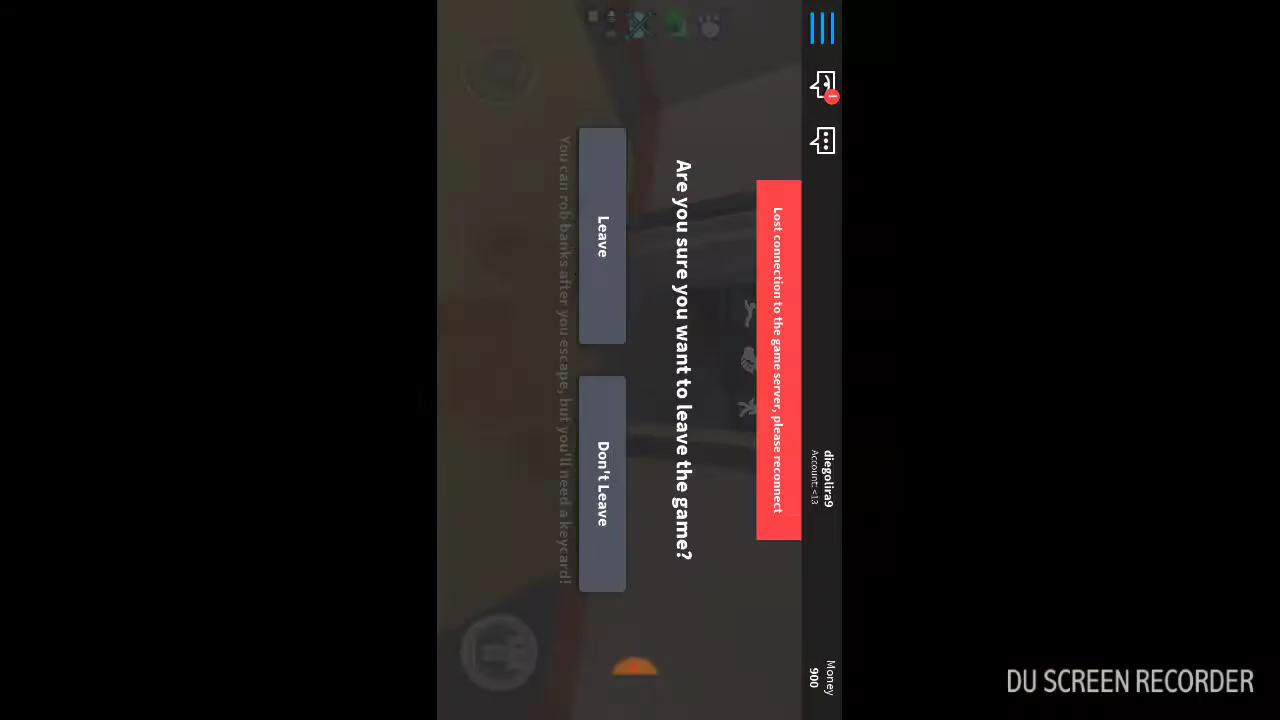 diegolira9
Account: <13
Money
900
Lost connection to the game server, please reconnect
Are you sure you want to leave the game?
Leave
Don't Leave
You can rob banks after you escape, but you'll need a keycard!
DU SCREEN RECORDER